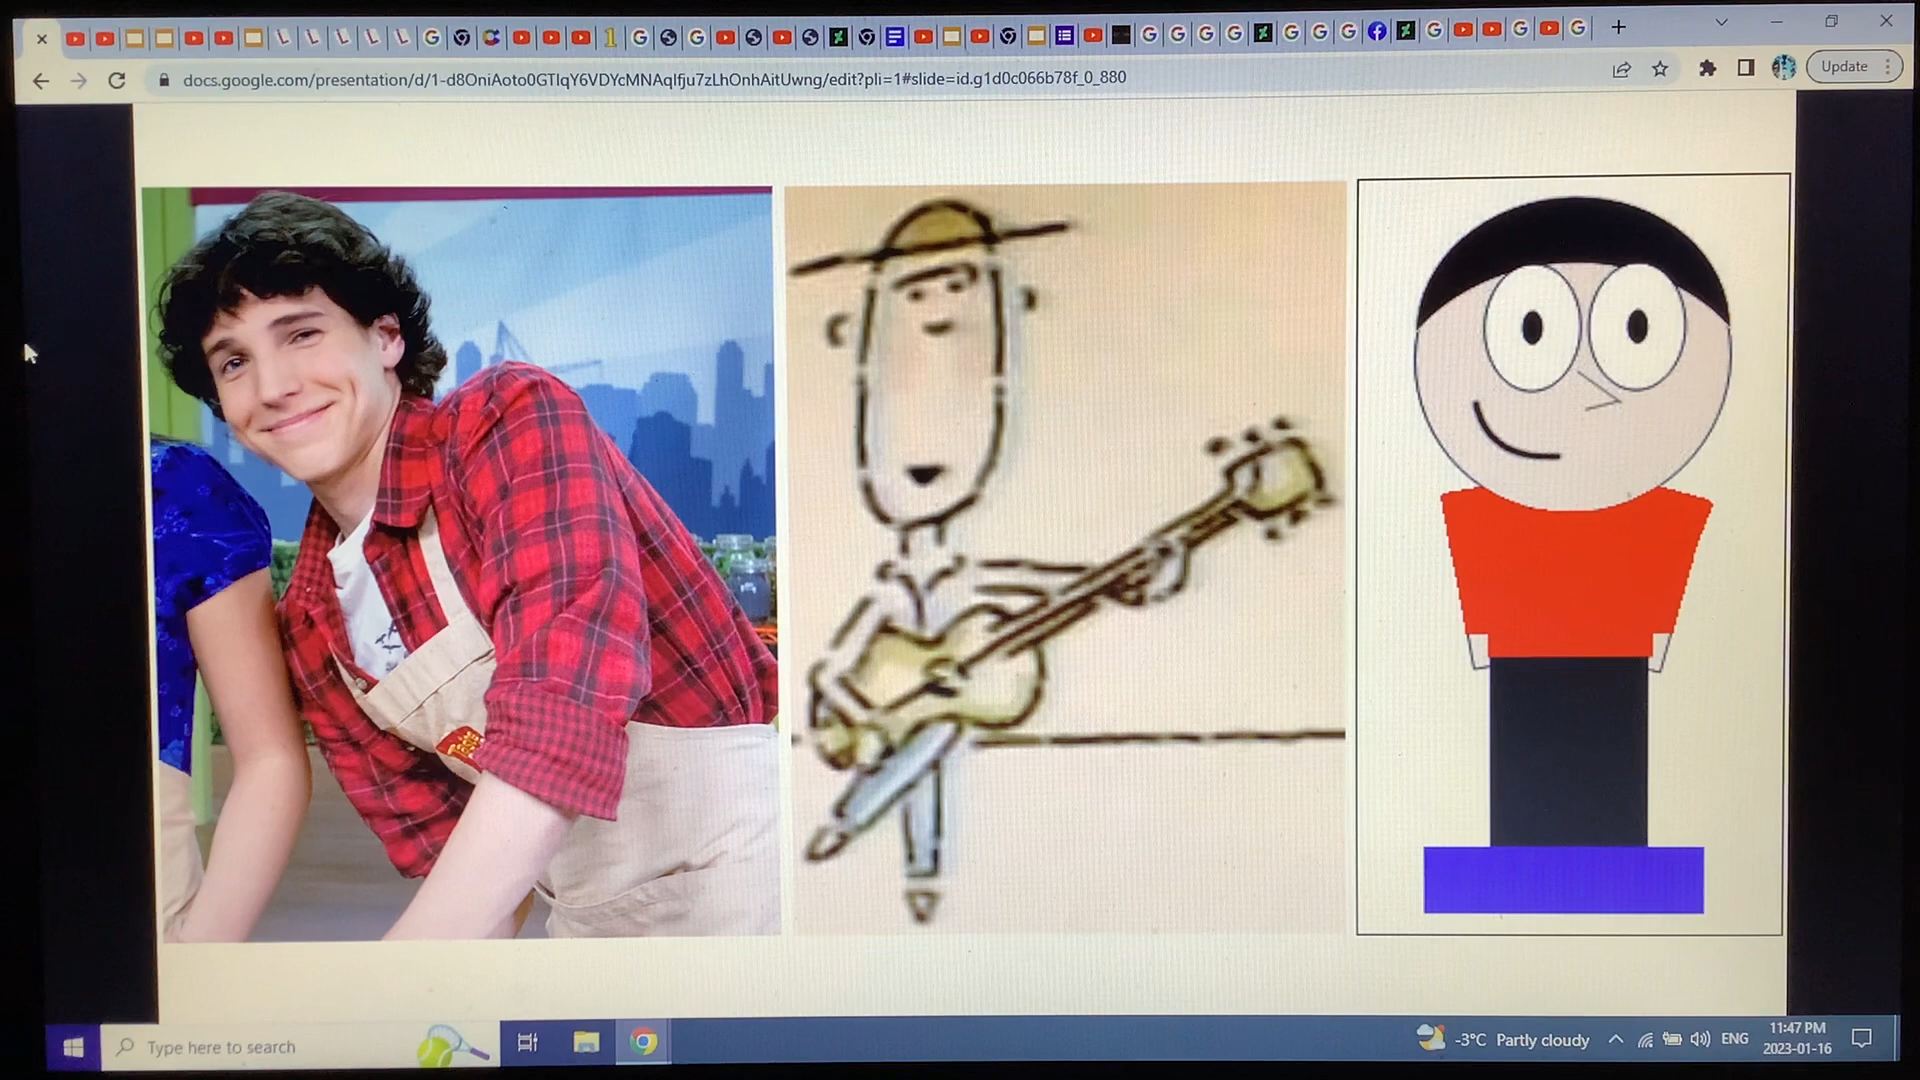 docs.google.com/presentation/d/1-d8OniAoto0GTlqY6VDYcMNAqlfju7zLhOnhAitUwng/edit?pli=1#slide=id.g1d0c066b78f_0_880
Update
Type here to search
-3°C Partly cloudy
ENG
11:47 PM
2023-01-16